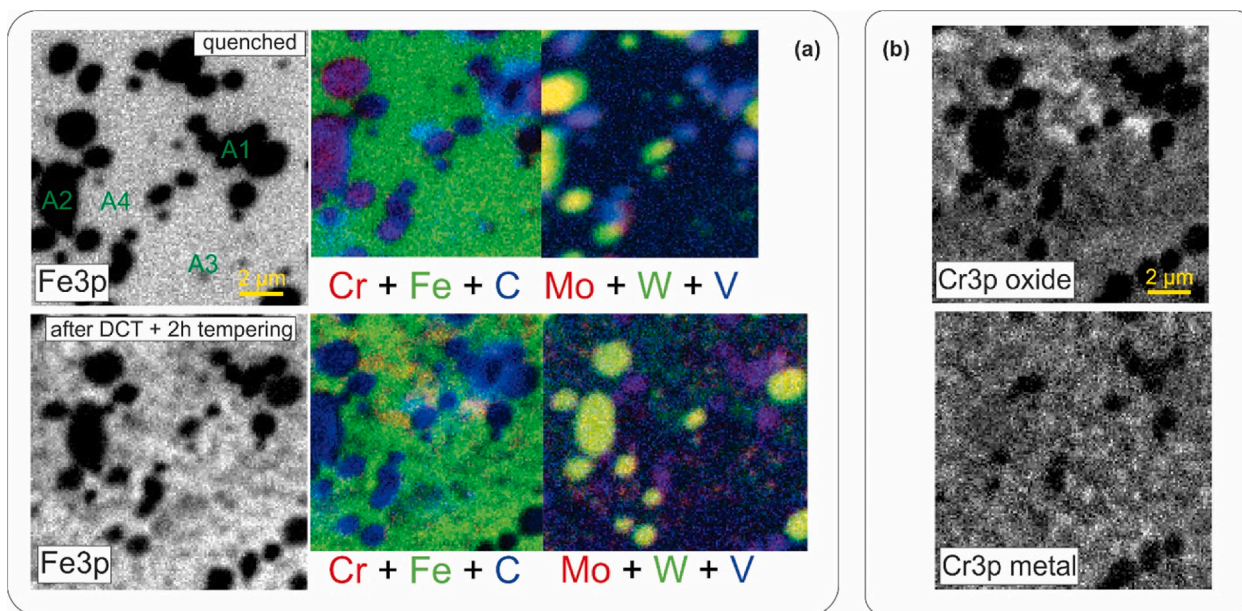 quenched
(a)
A1
A2
A4
A3
2 µm
Fe3p
Cr + Fe + C
Mo + W + V
after DCT + 2h tempering
Fe3p
Cr + Fe + C
Mo + W + V
(b)
Cr3p oxide
2 µm
Cr3p metal